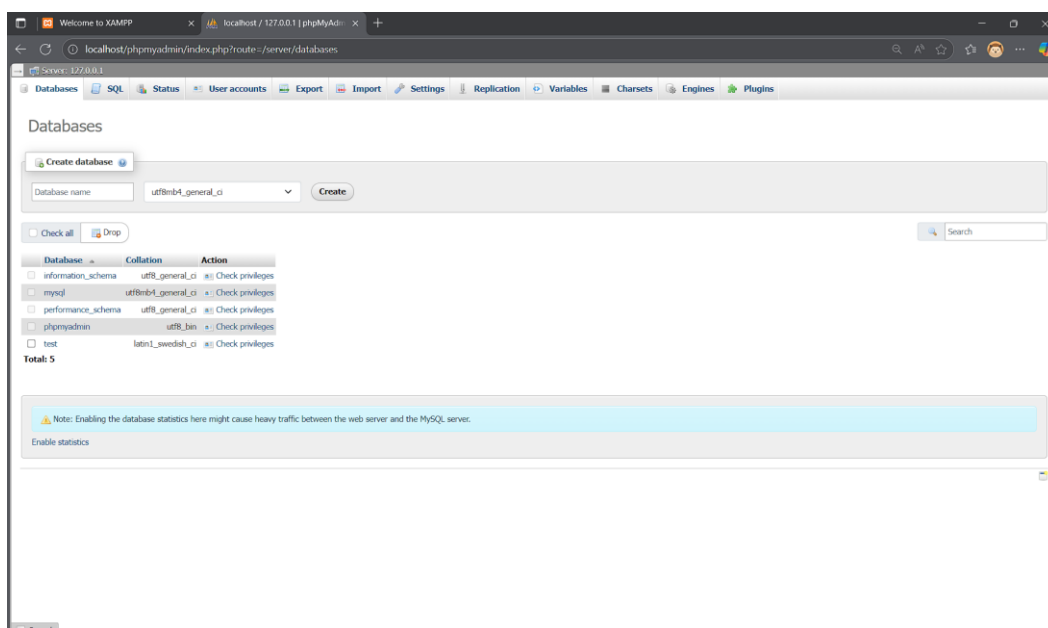 Welcome to XAMPP
localhost / 127.0.0.1 | phpMyAdm
localhost/phpmyadmin/index.php?route=/server/databases
Server: 127.0.0.1
Databases SQL Status User accounts Export Import Settings Replication Variables Charsets Engines Plugins
Databases
Create database
Database name utf8mb4_general_ci Create
Check all Drop Search
Database Collation Action
information_schema utf8_general_ci Check privileges
mysql utf8mb4_general_ci Check privileges
performance_schema utf8_general_ci Check privileges
phpmyadmin utf8_bin Check privileges
test latin1_swedish_ci Check privileges
Total: 5
Note: Enabling the database statistics here might cause heavy traffic between the web server and the MySQL server.
Enable statistics